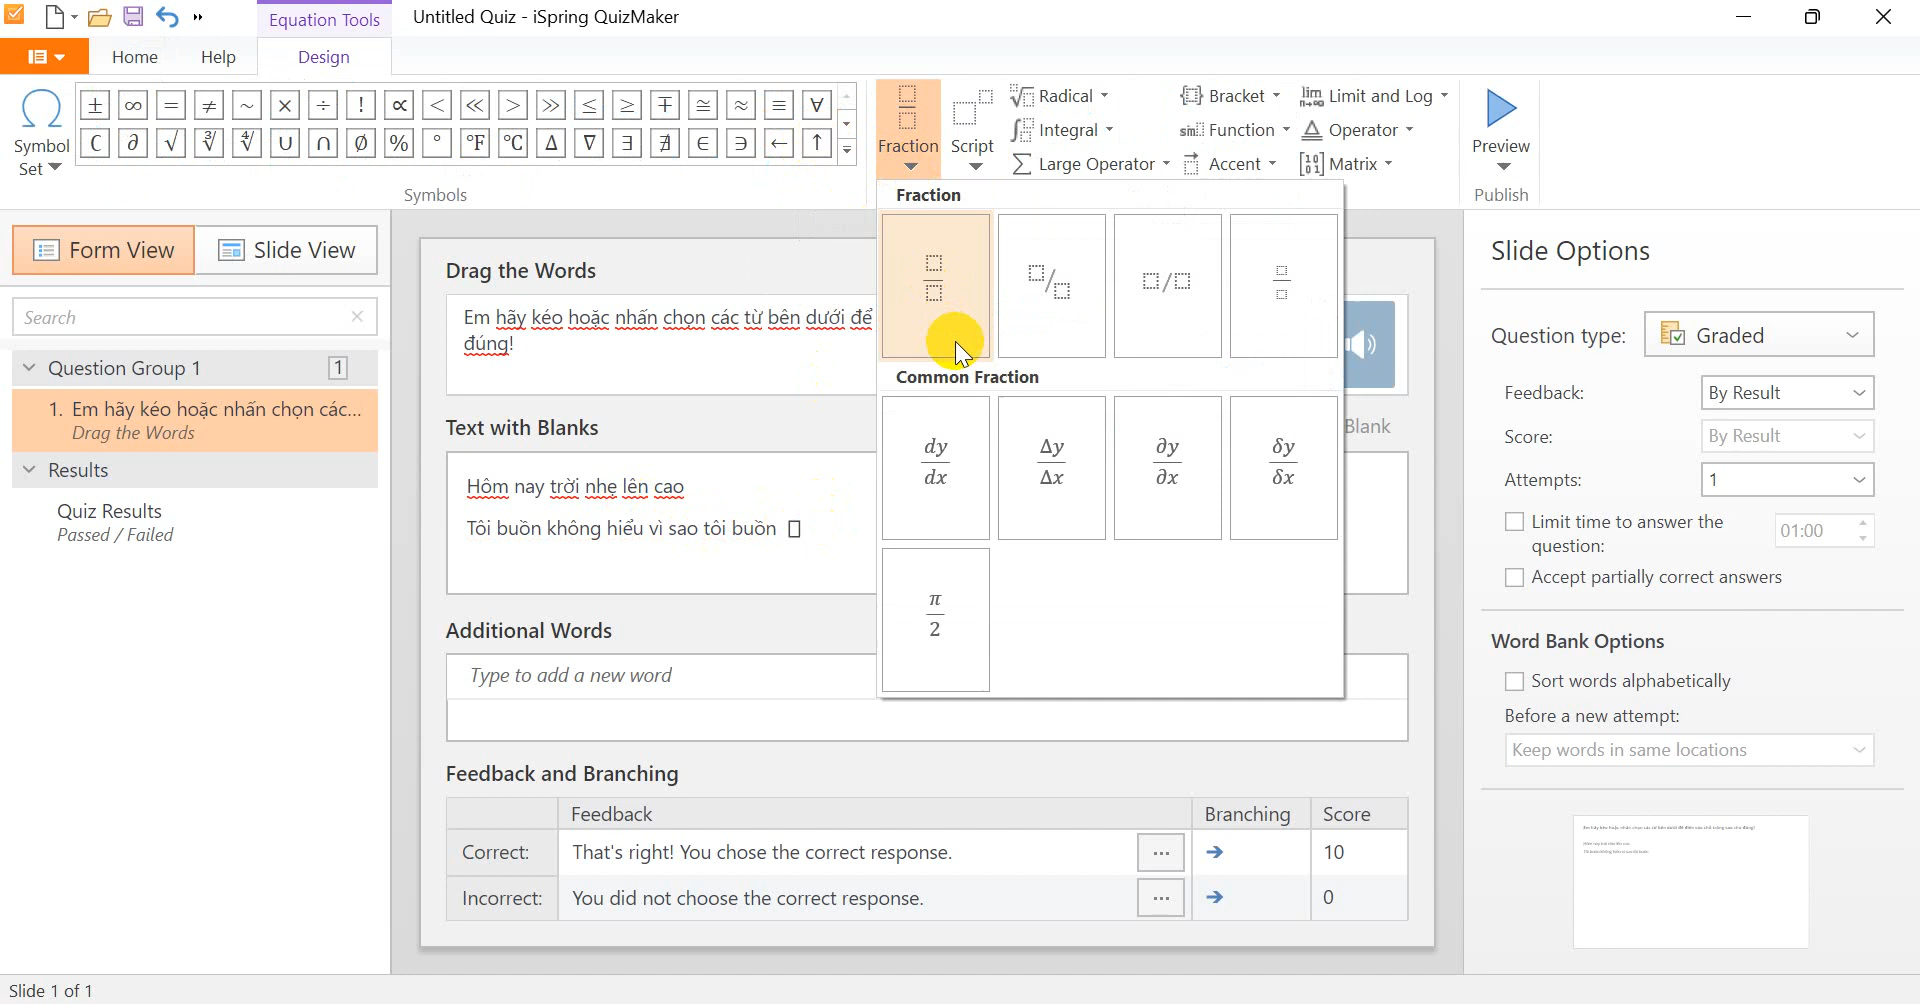 Equation Tools
Untitled Quiz - iSpring QuizMaker
Home
Help
Design
Symbol Set
± ∞ = ≠ ~ × ÷ ! ∝ < ≪ > ≫ ≤ ≥ ∓ ≅ ≈ ≡ ∀
∁ ∂ √ ∛ ∜ ∪ ∩ ∅ % ° °F °C ∆ ∇ ∃ ∄ ∈ ∋ ← ↑
Symbols
Fraction
Script
Radical
Integral
Large Operator
Bracket
Function
Accent
Limit and Log
Operator
Matrix
Preview
Publish
Form View
Slide View
Search
Question Group 1
1
1. Em hãy kéo hoặc nhấn chọn các...
Drag the Words
Results
Quiz Results
Passed / Failed
Drag the Words
Em hãy kéo hoặc nhấn chọn các từ bên dưới để
đúng!
Text with Blanks
Blank
Hôm nay trời nhẹ lên cao
Tôi buồn không hiểu vì sao tôi buồn
Additional Words
Type to add a new word
Feedback and Branching
Feedback
Branching
Score
Correct:
That's right! You chose the correct response.
...
10
Incorrect:
You did not choose the correct response.
...
0
Fraction
Common Fraction
dy/dx
Δy/Δx
∂y/∂x
δy/δx
π/2
Slide Options
Question type:
Graded
Feedback:
By Result
Score:
By Result
Attempts:
1
Limit time to answer the
question:
01:00
Accept partially correct answers
Word Bank Options
Sort words alphabetically
Before a new attempt:
Keep words in same locations
Slide 1 of 1